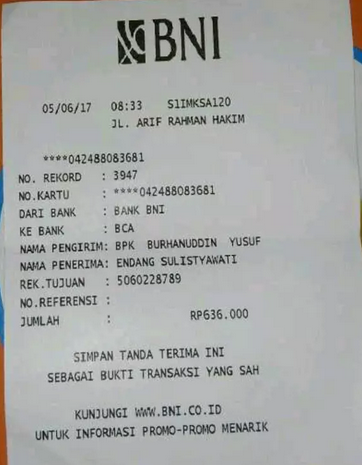 BNI
05/06/17 08:33 S1IMKSA120
JL. ARIF RAHMAN HAKIM
****042488083681
NO. REKORD : 3947
NO.KARTU : ****042488083681
DARI BANK : BANK BNI
KE BANK : BCA
NAMA PENGIRIM: BPK BURHANUDDIN YUSUF
NAMA PENERIMA: ENDANG SULISTYAWATI
REK.TUJUAN : 5060228789
NO.REFERENSI :
JUMLAH : RP636.000
SIMPAN TANDA TERIMA INI
SEBAGAI BUKTI TRANSAKSI YANG SAH
KUNJUNGI WWW.BNI.CO.ID
UNTUK INFORMASI PROMO-PROMO MENARIK